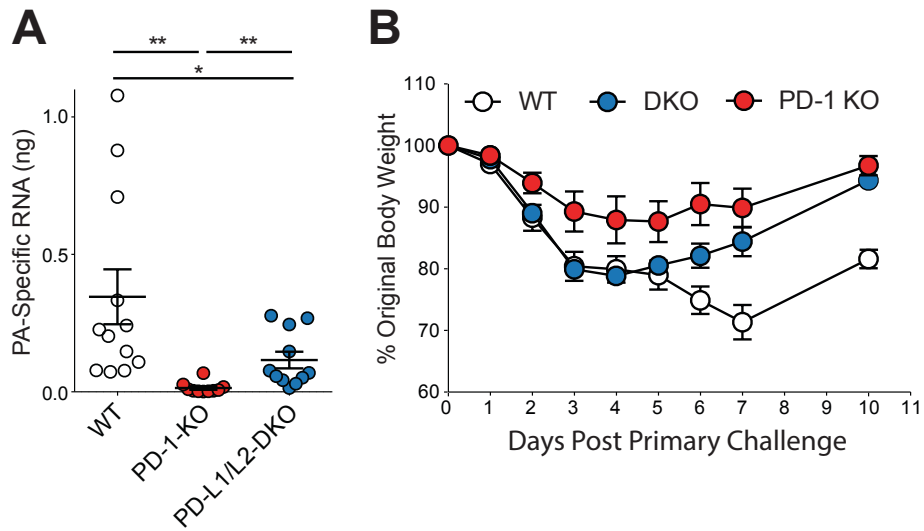 A
** **
*
PA-Specific RNA (ng)
1.0
0.5
0.0
WT
PD-1-KO
PD-L1/L2-DKO
B
% Original Body Weight
110
100
90
80
70
60
WT DKO PD-1 KO
0 1 2 3 4 5 6 7 8 9 10 11
Days Post Primary Challenge